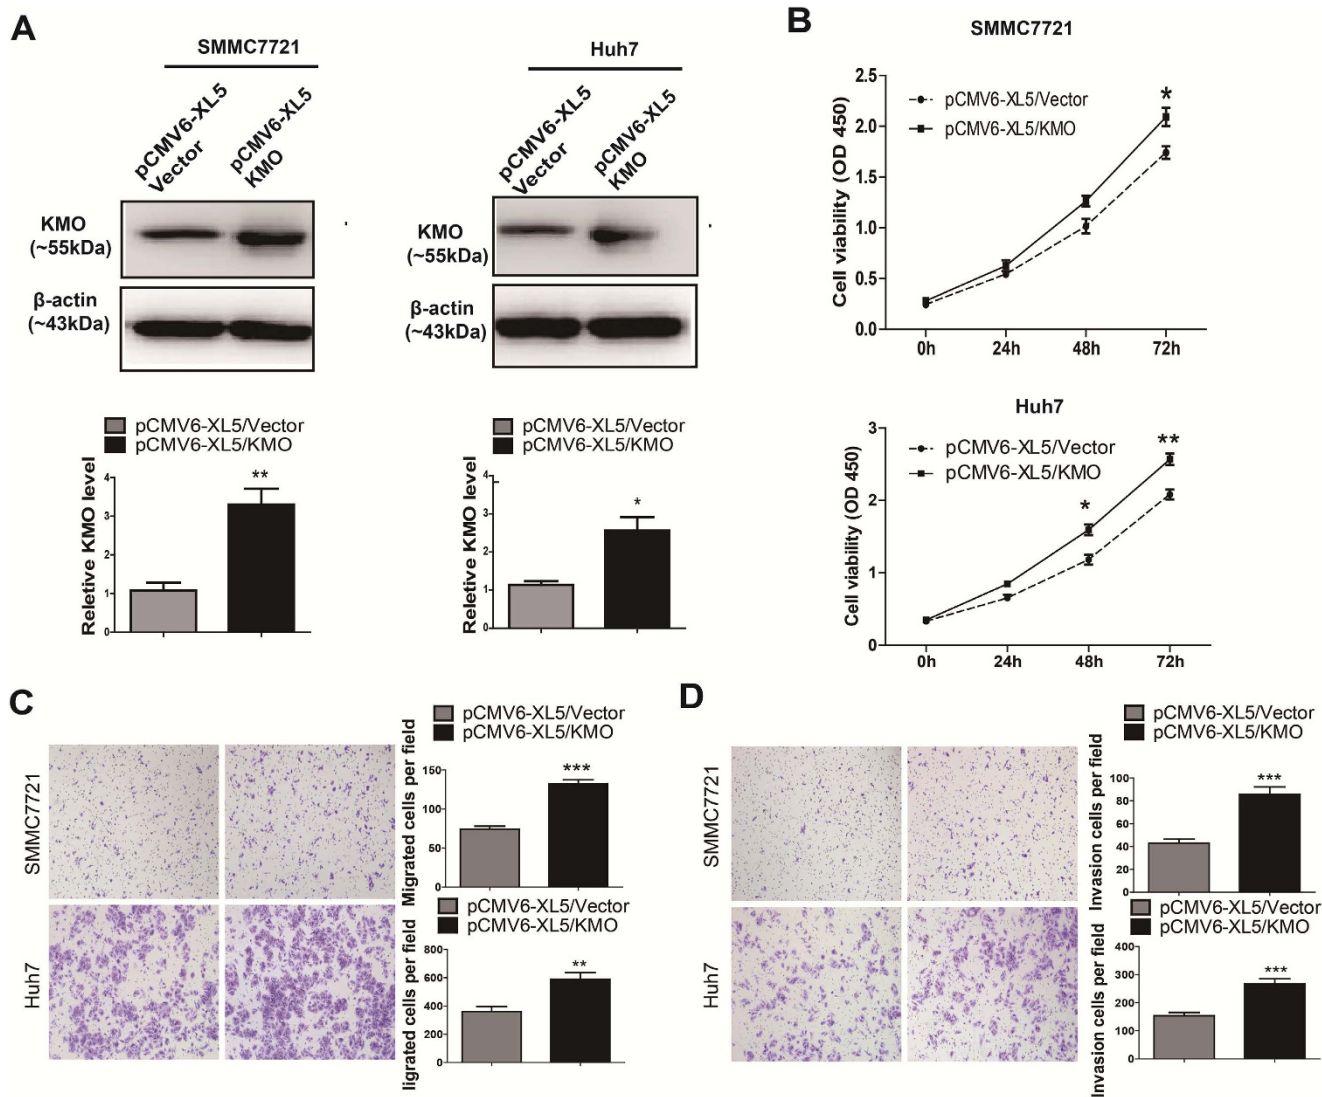 A
SMMC7721
pCMV6-XL5
Vector
pCMV6-XL5
KMO
KMO
(~55kDa)
β-actin
(~43kDa)
Huh7
pCMV6-XL5
Vector
pCMV6-XL5
KMO
KMO
(~55kDa)
β-actin
(~43kDa)
pCMV6-XL5/Vector
pCMV6-XL5/KMO
Reletive KMO level
4
3
2
1
0
**
pCMV6-XL5/Vector
pCMV6-XL5/KMO
Reletive KMO level
4
3
2
1
0
*
B
SMMC7721
pCMV6-XL5/Vector
pCMV6-XL5/KMO
Cell viability (OD 450)
2.5
2.0
1.5
1.0
0.5
0.0
*
0h 24h 48h 72h
Huh7
pCMV6-XL5/Vector
pCMV6-XL5/KMO
Cell viability (OD 450)
3
2
1
0
*
**
0h 24h 48h 72h
C
SMMC7721
Huh7
pCMV6-XL5/Vector
pCMV6-XL5/KMO
Migrated cells per field
150
100
50
0
***
pCMV6-XL5/Vector
pCMV6-XL5/KMO
ligrated cells per field
800
600
400
200
0
**
D
SMMC7721
Huh7
pCMV6-XL5/Vector
pCMV6-XL5/KMO
Invasion cells per field
100
80
60
40
20
0
***
pCMV6-XL5/Vector
pCMV6-XL5/KMO
Invasion cells per field
400
300
200
100
0
***